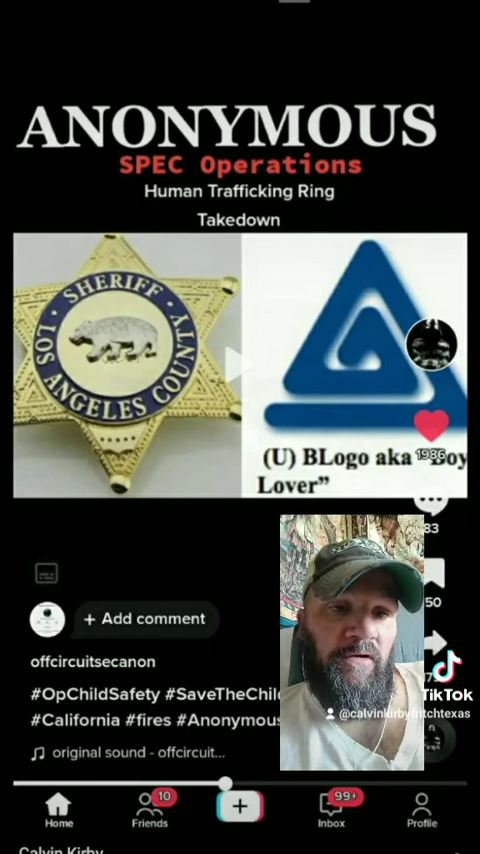 ANONYMOUS
SPEC Operations
Human Trafficking Ring
Takedown
SHERIFF
LOS ANGELES COUNTY
(U) BLogo aka "Boy
Lover"
1986
83
50
+ Add comment
offcircuitsecanon
#OpChildSafety #SaveTheChil
#California #fires #Anonymous
original sound - offcircuit...
TikTok
@calvinkirbyfritchtexas
Home
10
Friends
99+
Inbox
Profile
Calvin Kirby